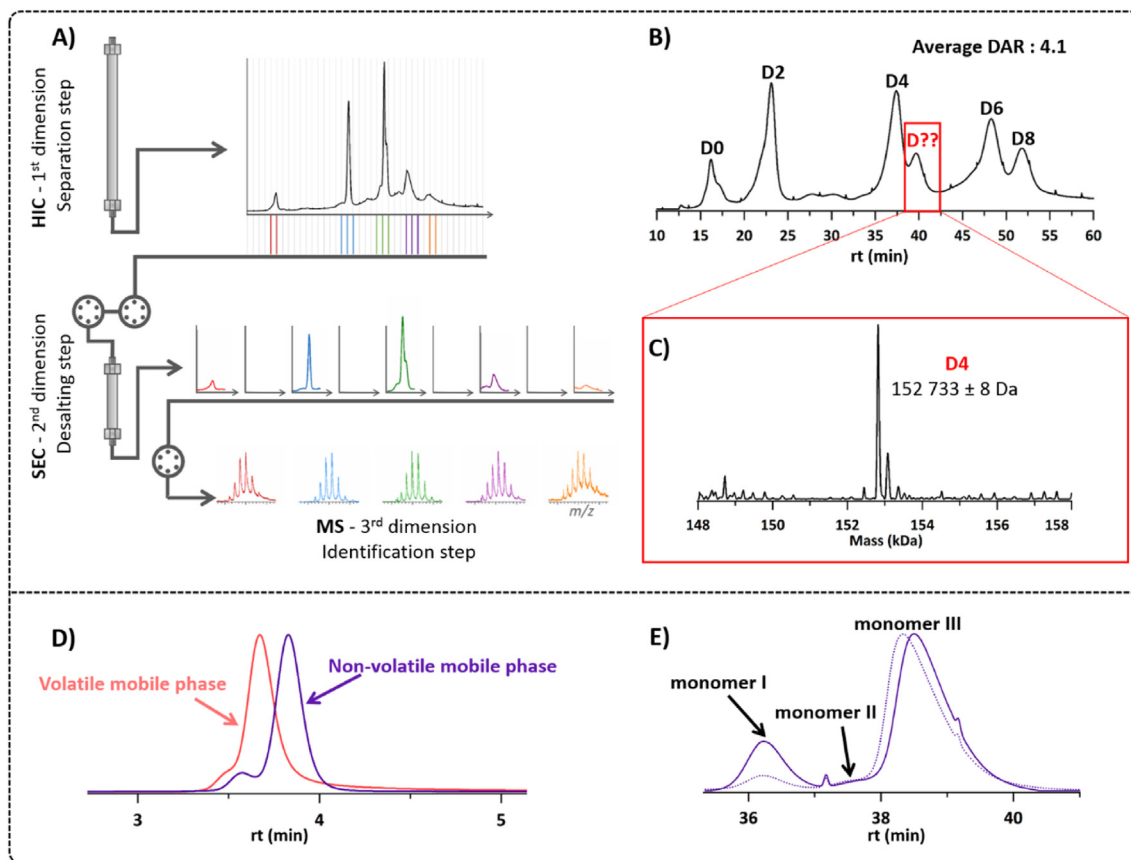 A)
HIC - 1st dimension
Separation step
SEC - 2nd dimension
Desalting step
m/z
MS - 3rd dimension
Identification step
B)
Average DAR : 4.1
D0
D2
D4
D??
D6
D8
10 15 20 25 30 35 40 45 50 55 60
rt (min)
C)
D4
152 733 ± 8 Da
148 150 152 154 156 158
Mass (kDa)
D)
Volatile mobile phase
Non-volatile mobile phase
3 4 5
rt (min)
E)
monomer I
monomer II
monomer III
36 38 40
rt (min)